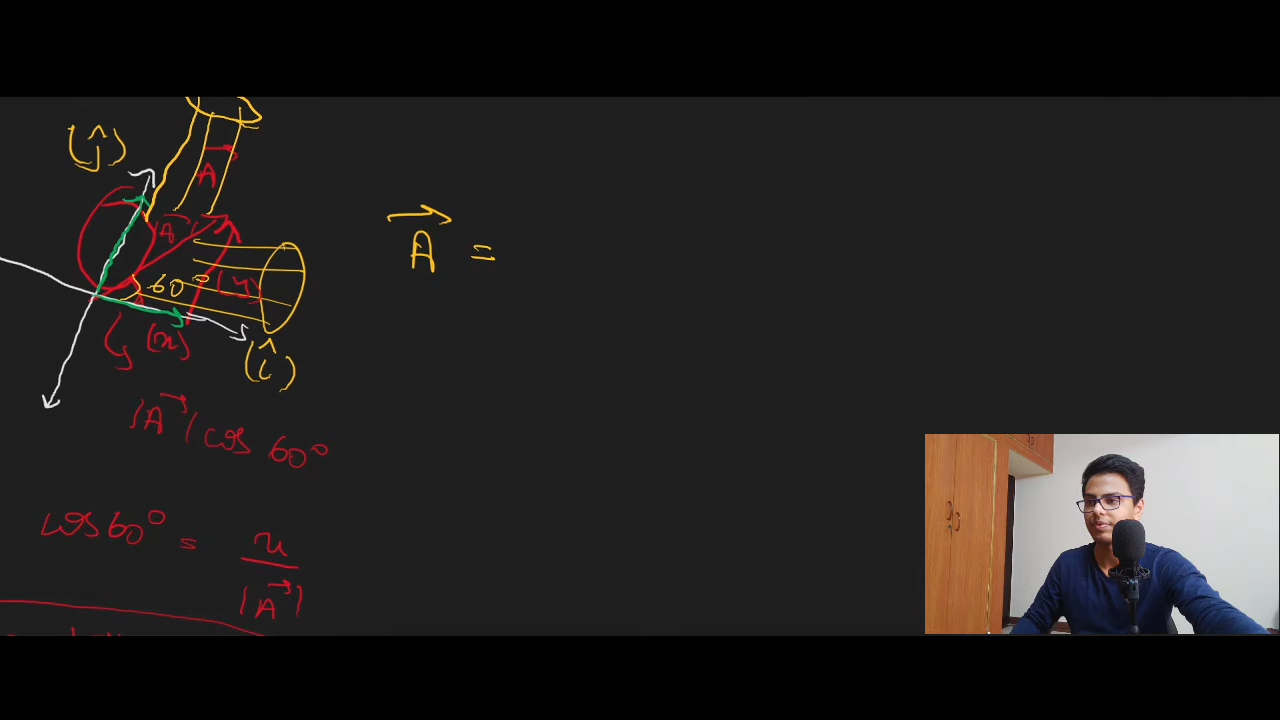 (ĵ)
A⃗
A⃗ =
|A⃗|
60°
(y)
(x)
(î)
|A⃗| cos 60°
cos 60° = x / |A⃗|